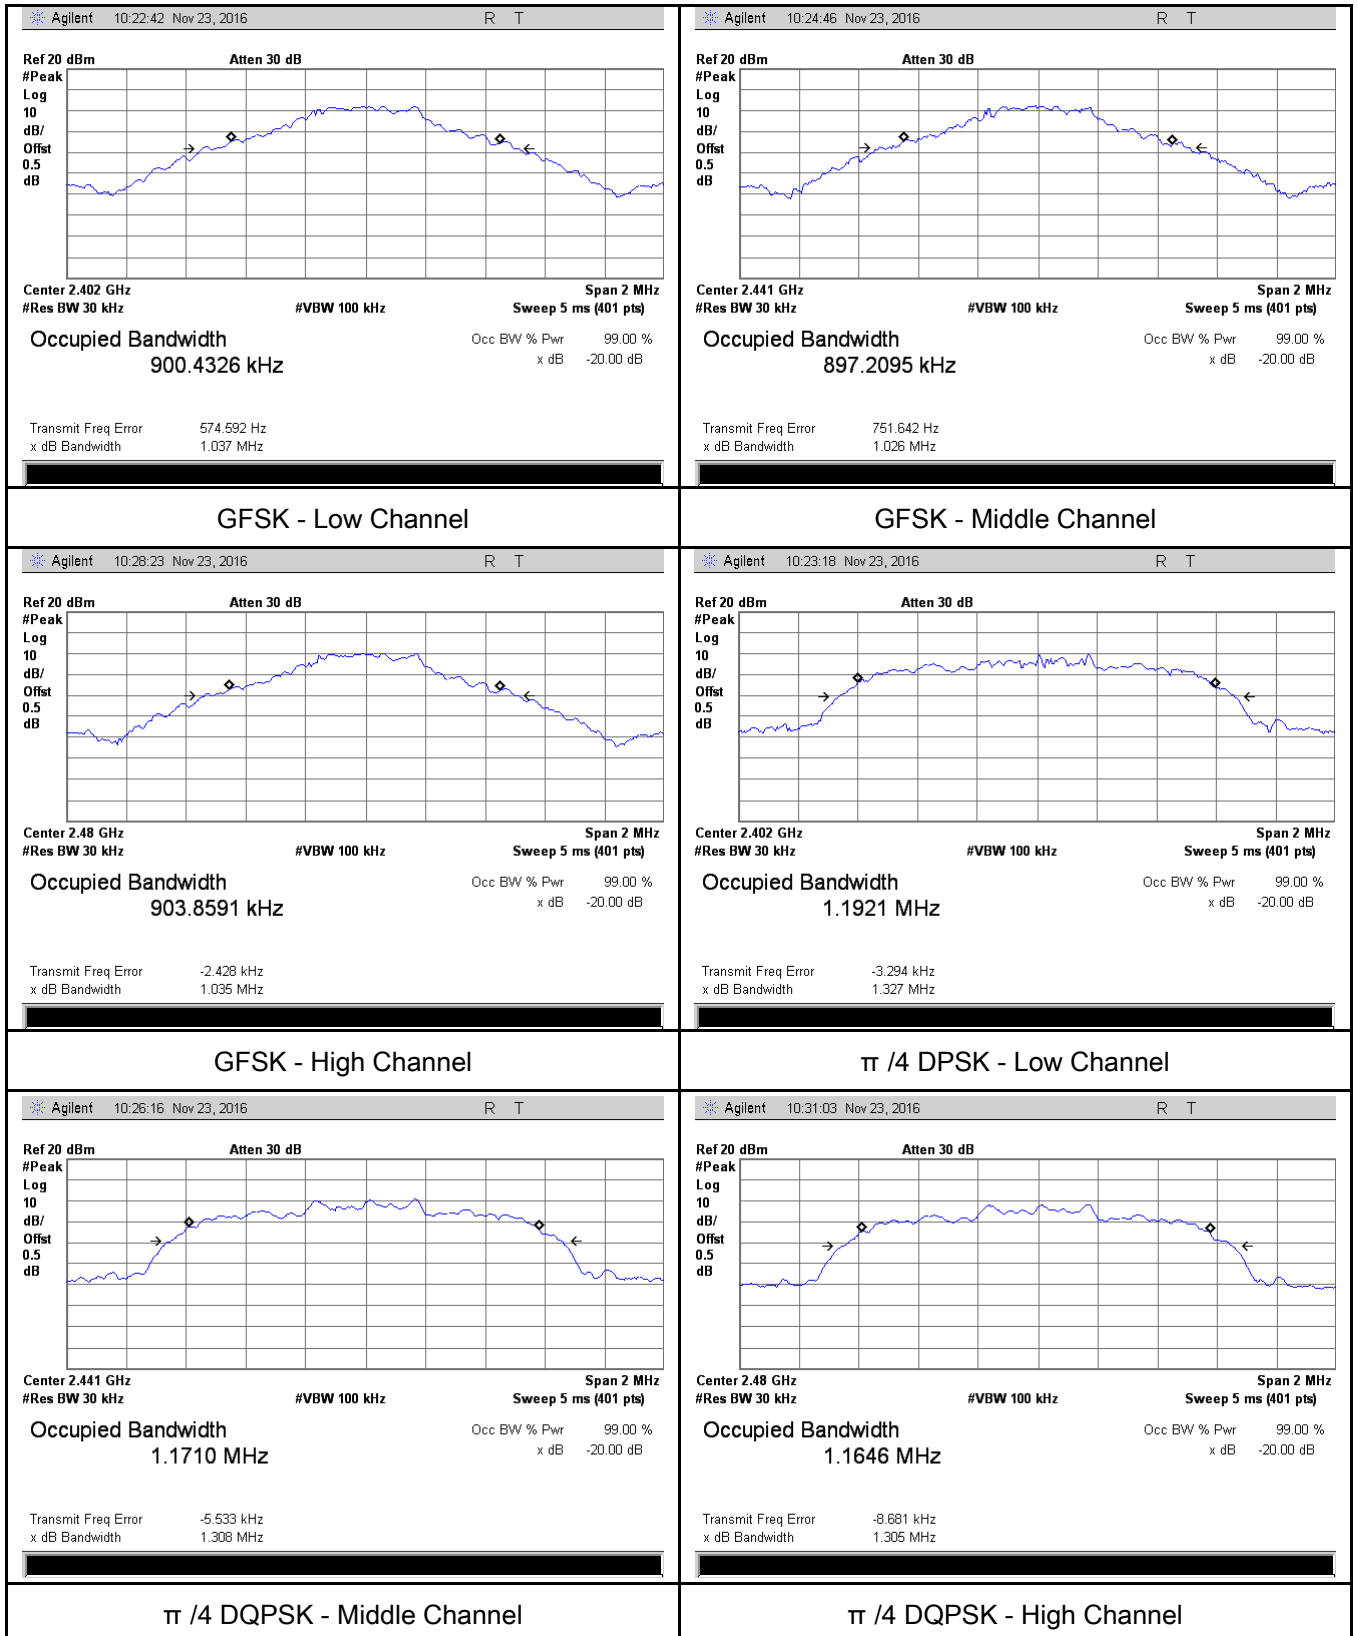 Agilent 10:22:42 Nov 23, 2016 R T
Ref 20 dBm Atten 30 dB
#Peak
Log
10
dB/
Offst
0.5
dB
Center 2.402 GHz Span 2 MHz
#Res BW 30 kHz #VBW 100 kHz Sweep 5 ms (401 pts)
Occupied Bandwidth Occ BW % Pwr 99.00 %
900.4326 kHz x dB -20.00 dB
Transmit Freq Error 574.592 Hz
x dB Bandwidth 1.037 MHz
GFSK - Low Channel
Agilent 10:24:46 Nov 23, 2016 R T
Ref 20 dBm Atten 30 dB
#Peak
Log
10
dB/
Offst
0.5
dB
Center 2.441 GHz Span 2 MHz
#Res BW 30 kHz #VBW 100 kHz Sweep 5 ms (401 pts)
Occupied Bandwidth Occ BW % Pwr 99.00 %
897.2095 kHz x dB -20.00 dB
Transmit Freq Error 751.642 Hz
x dB Bandwidth 1.026 MHz
GFSK - Middle Channel
Agilent 10:28:23 Nov 23, 2016 R T
Ref 20 dBm Atten 30 dB
#Peak
Log
10
dB/
Offst
0.5
dB
Center 2.48 GHz Span 2 MHz
#Res BW 30 kHz #VBW 100 kHz Sweep 5 ms (401 pts)
Occupied Bandwidth Occ BW % Pwr 99.00 %
903.8591 kHz x dB -20.00 dB
Transmit Freq Error -2.428 kHz
x dB Bandwidth 1.035 MHz
GFSK - High Channel
Agilent 10:23:18 Nov 23, 2016 R T
Ref 20 dBm Atten 30 dB
#Peak
Log
10
dB/
Offst
0.5
dB
Center 2.402 GHz Span 2 MHz
#Res BW 30 kHz #VBW 100 kHz Sweep 5 ms (401 pts)
Occupied Bandwidth Occ BW % Pwr 99.00 %
1.1921 MHz x dB -20.00 dB
Transmit Freq Error -3.294 kHz
x dB Bandwidth 1.327 MHz
π /4 DPSK - Low Channel
Agilent 10:26:16 Nov 23, 2016 R T
Ref 20 dBm Atten 30 dB
#Peak
Log
10
dB/
Offst
0.5
dB
Center 2.441 GHz Span 2 MHz
#Res BW 30 kHz #VBW 100 kHz Sweep 5 ms (401 pts)
Occupied Bandwidth Occ BW % Pwr 99.00 %
1.1710 MHz x dB -20.00 dB
Transmit Freq Error -5.533 kHz
x dB Bandwidth 1.308 MHz
π /4 DQPSK - Middle Channel
Agilent 10:31:03 Nov 23, 2016 R T
Ref 20 dBm Atten 30 dB
#Peak
Log
10
dB/
Offst
0.5
dB
Center 2.48 GHz Span 2 MHz
#Res BW 30 kHz #VBW 100 kHz Sweep 5 ms (401 pts)
Occupied Bandwidth Occ BW % Pwr 99.00 %
1.1646 MHz x dB -20.00 dB
Transmit Freq Error -8.681 kHz
x dB Bandwidth 1.305 MHz
π /4 DQPSK - High Channel